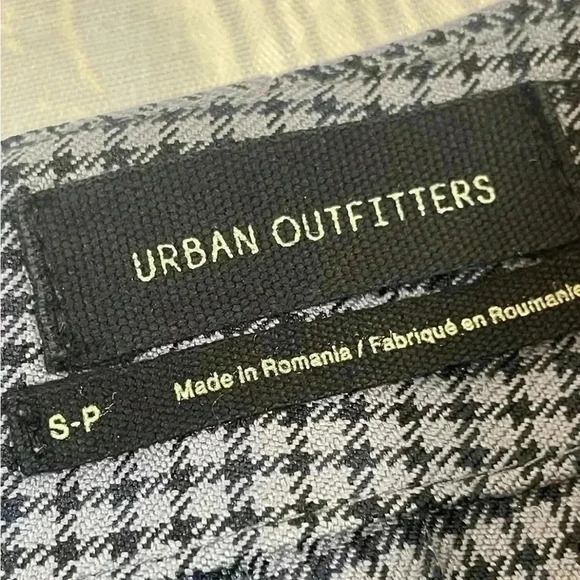 URBAN OUTFITTERS
S-P Made In Romania / Fabriqué en Roumanie